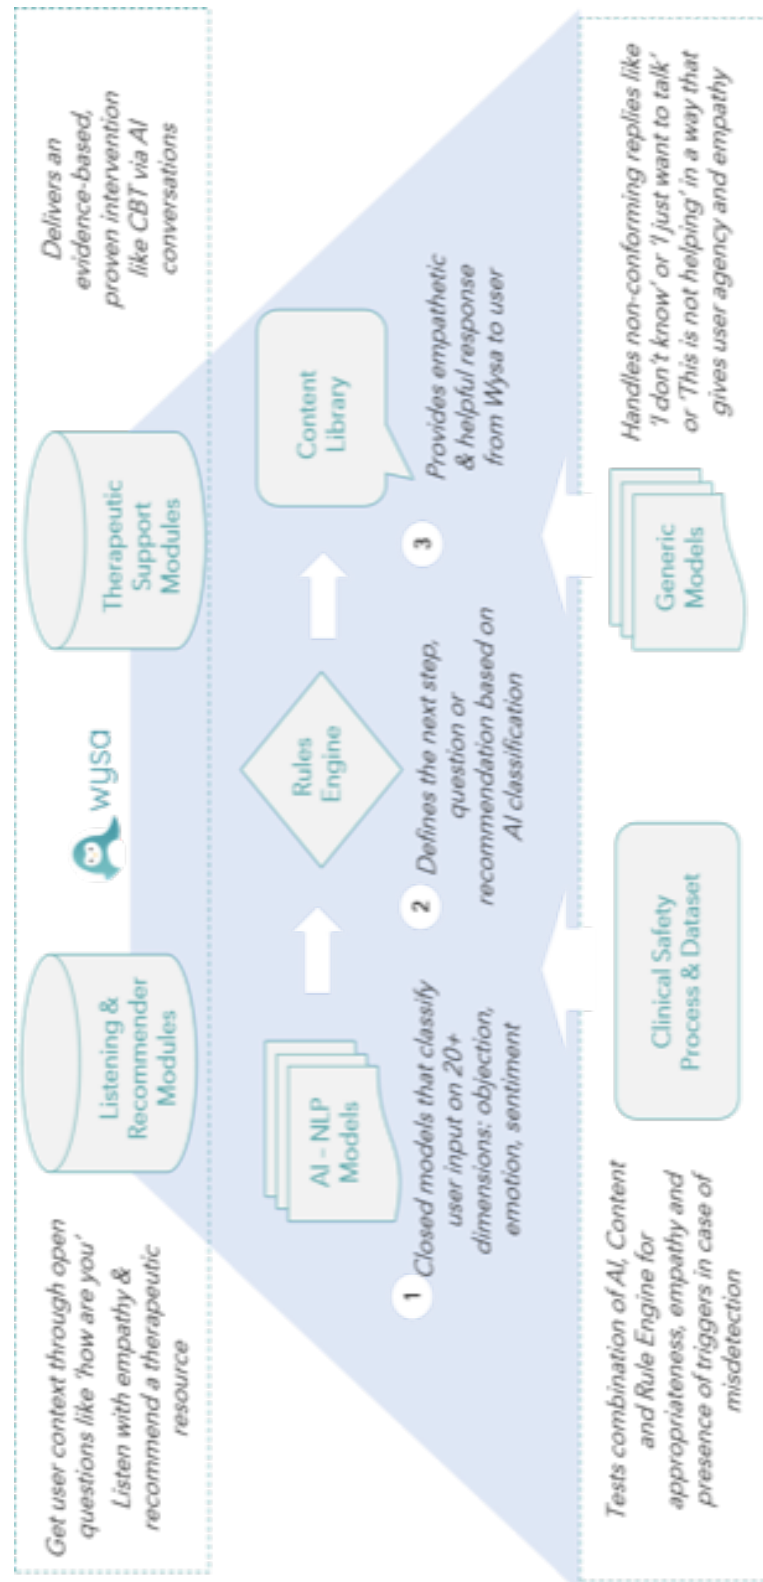 Get user context through open
questions like 'how are you'
Listen with empathy &
recommend a therapeutic
resource
Listening &
Recommender
Modules
wysa
Therapeutic
Support
Modules
Delivers an
evidence-based,
proven intervention
like CBT via AI
conversations
AI – NLP
Models
Rules
Engine
Content
Library
1
Closed models that classify
user input on 20+
dimensions: objection,
emotion, sentiment
2
Defines the next step,
question or
recommendation based on
AI classification
3
Provides empathetic
& helpful response
from Wysa to user
Tests combination of AI, Content
and Rule Engine for
appropriateness, empathy and
presence of triggers in case of
misdetection
Clinical Safety
Process & Dataset
Generic
Models
Handles non-conforming replies like
'I don't know' or 'I just want to talk'
or 'This is not helping' in a way that
gives user agency and empathy